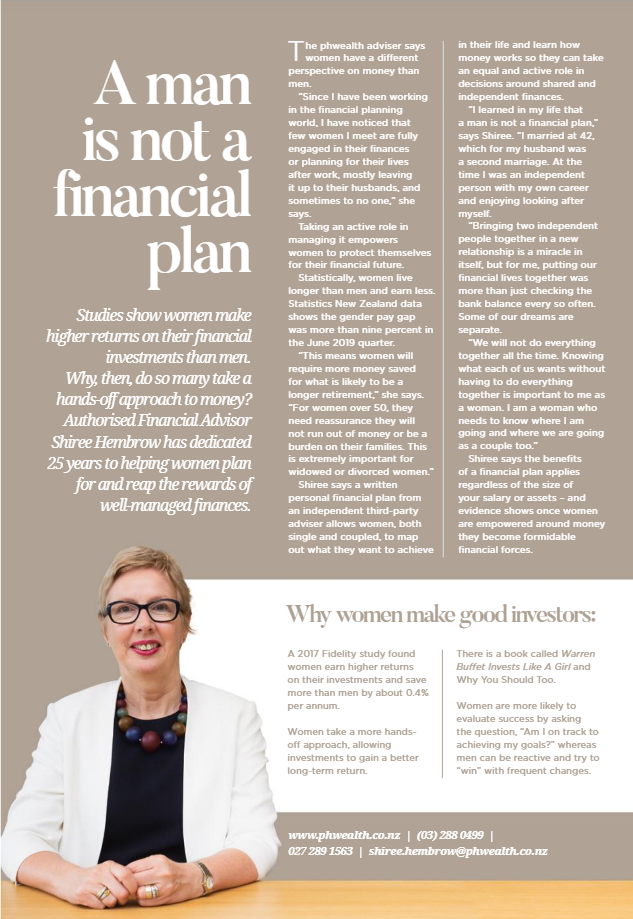 A man
is not a
financial
plan
Studies show women make
higher returns on their financial
investments than men.
Why, then, do so many take a
hands-off approach to money?
Authorised Financial Advisor
Shiree Hembrow has dedicated
25 years to helping women plan
for and reap the rewards of
well-managed finances.
The phwealth adviser says
women have a different
perspective on money than
men.
"Since I have been working
in the financial planning
world, I have noticed that
few women I meet are fully
engaged in their finances
or planning for their lives
after work, mostly leaving
it up to their husbands, and
sometimes to no one," she
says.
Taking an active role in
managing it empowers
women to protect themselves
for their financial future.
Statistically, women live
longer than men and earn less.
Statistics New Zealand data
shows the gender pay gap
was more than nine percent in
the June 2019 quarter.
"This means women will
require more money saved
for what is likely to be a
longer retirement," she says.
"For women over 50, they
need reassurance they will
not run out of money or be a
burden on their families. This
is extremely important for
widowed or divorced women."
Shiree says a written
personal financial plan from
an independent third-party
adviser allows women, both
single and coupled, to map
out what they want to achieve
in their life and learn how
money works so they can take
an equal and active role in
decisions around shared and
independent finances.
"I learned in my life that
a man is not a financial plan,"
says Shiree. "I married at 42,
which for my husband was
a second marriage. At the
time I was an independent
person with my own career
and enjoying looking after
myself.
"Bringing two independent
people together in a new
relationship is a miracle in
itself, but for me, putting our
financial lives together was
more than just checking the
bank balance every so often.
Some of our dreams are
separate.
"We will not do everything
together all the time. Knowing
what each of us wants without
having to do everything
together is important to me as
a woman. I am a woman who
needs to know where I am
going and where we are going
as a couple too."
Shiree says the benefits
of a financial plan applies
regardless of the size of
your salary or assets – and
evidence shows once women
are empowered around money
they become formidable
financial forces.
Why women make good investors:
A 2017 Fidelity study found
women earn higher returns
on their investments and save
more than men by about 0.4%
per annum.
Women take a more hands-
off approach, allowing
investments to gain a better
long-term return.
There is a book called Warren
Buffet Invests Like A Girl and
Why You Should Too.
Women are more likely to
evaluate success by asking
the question, "Am I on track to
achieving my goals?" whereas
men can be reactive and try to
"win" with frequent changes.
www.phwealth.co.nz | (03) 288 0499 |
027 289 1563 | shiree.hembrow@phwealth.co.nz